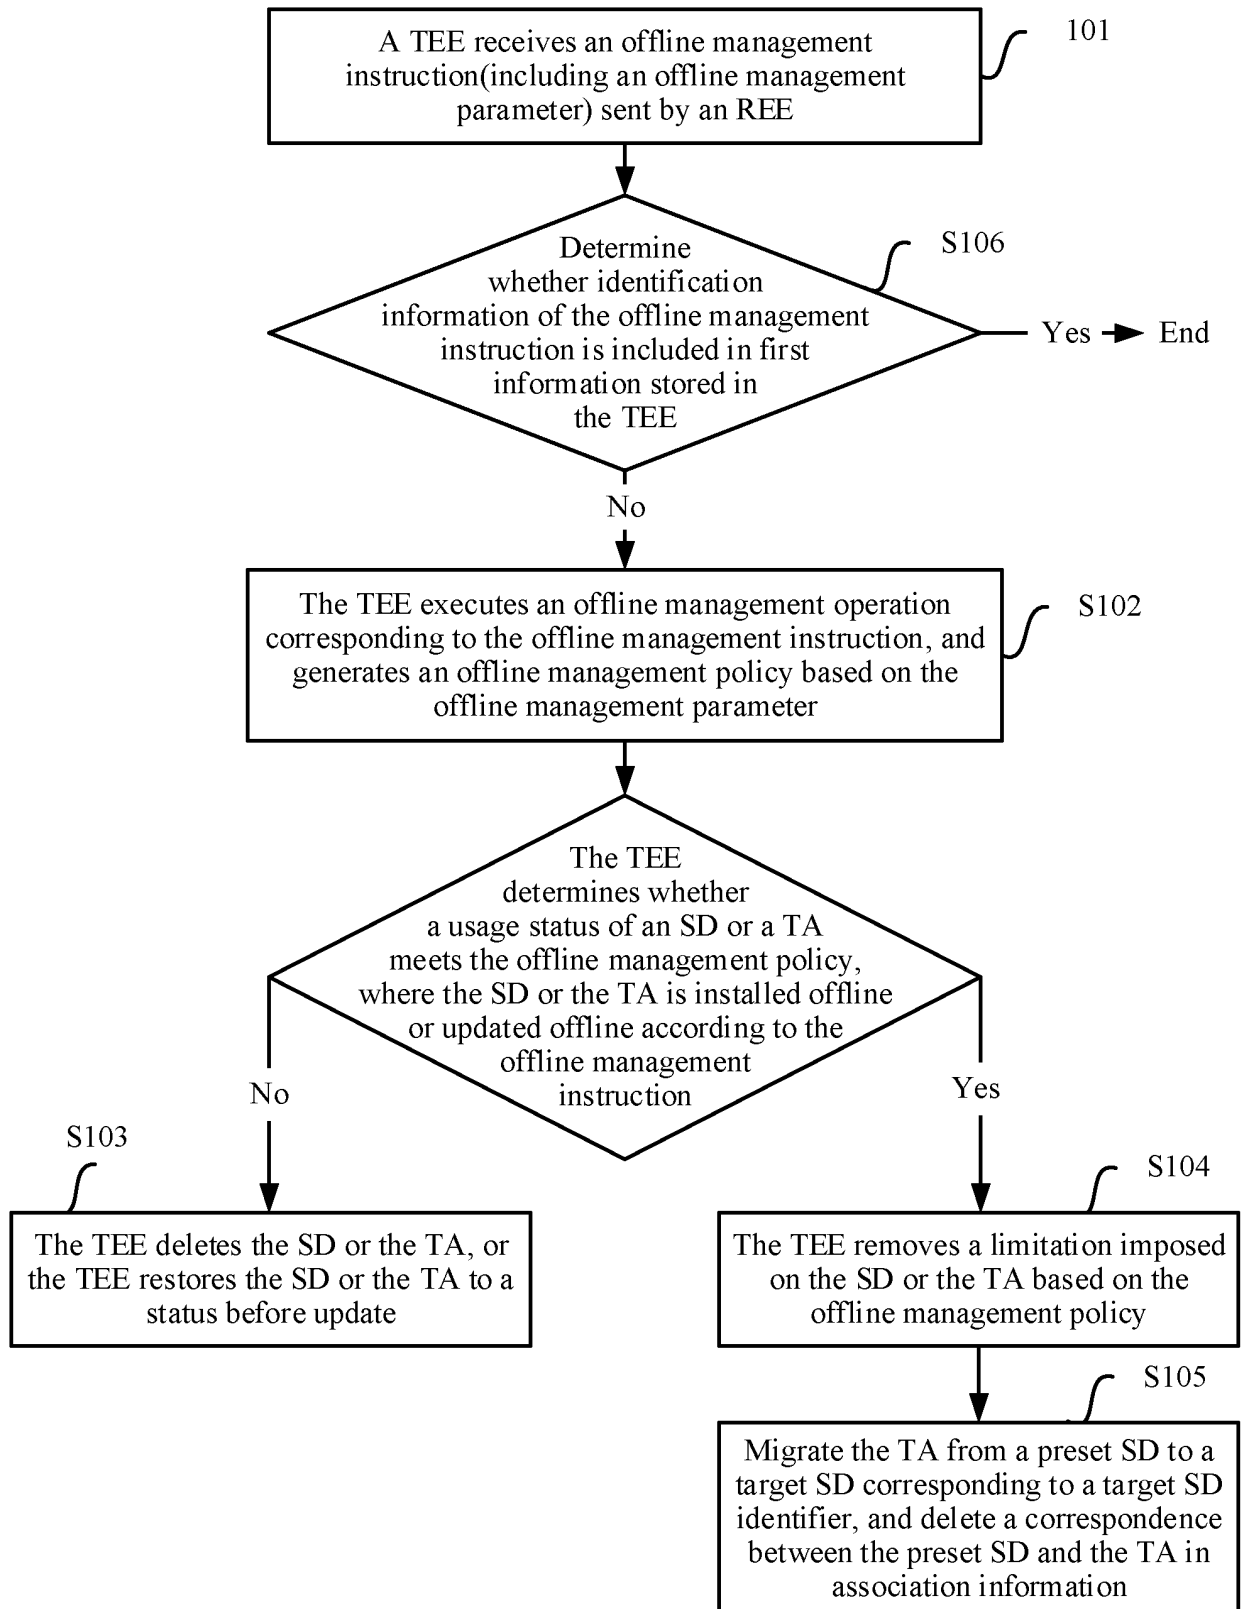 A TEE receives an offline management
instruction(including an offline management
parameter) sent by an REE
101
Determine
whether identification
information of the offline management
instruction is included in first
information stored in
the TEE
S106
Yes
End
No
The TEE executes an offline management operation
corresponding to the offline management instruction, and
generates an offline management policy based on the
offline management parameter
S102
The TEE
determines whether
a usage status of an SD or a TA
meets the offline management policy,
where the SD or the TA is installed offline
or updated offline according to the
offline management
instruction
No
Yes
S103
The TEE deletes the SD or the TA, or
the TEE restores the SD or the TA to a
status before update
S104
The TEE removes a limitation imposed
on the SD or the TA based on the
offline management policy
S105
Migrate the TA from a preset SD to a
target SD corresponding to a target SD
identifier, and delete a correspondence
between the preset SD and the TA in
association information